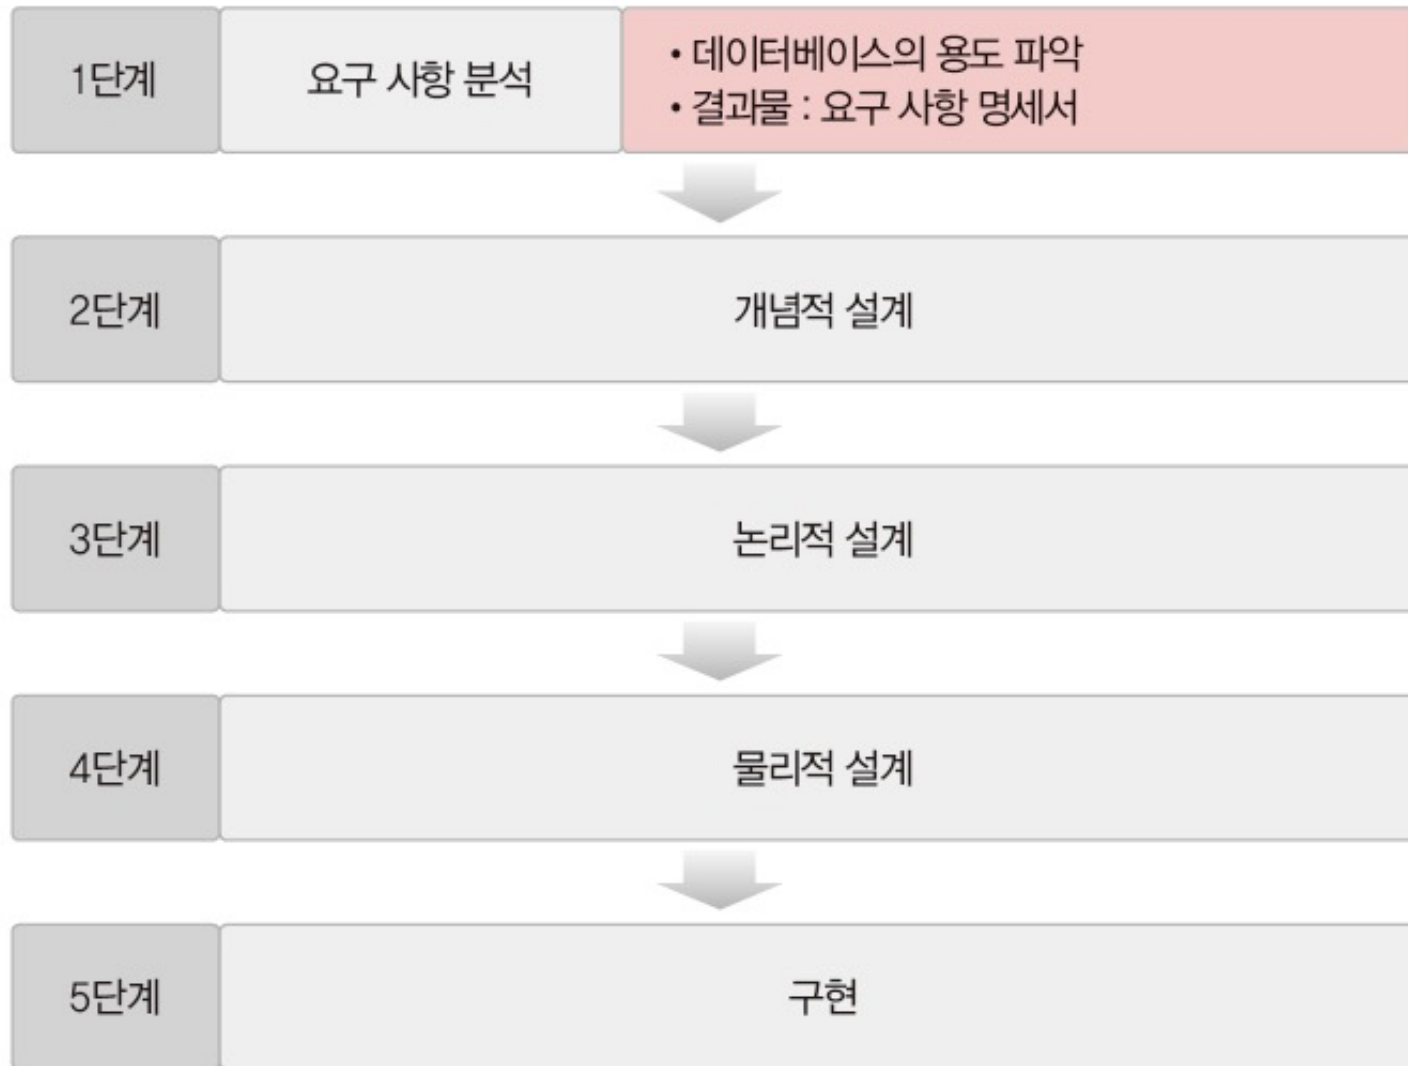 1단계
요구 사항 분석
• 데이터베이스의 용도 파악
• 결과물 : 요구 사항 명세서
2단계
개념적 설계
3단계
논리적 설계
4단계
물리적 설계
5단계
구현